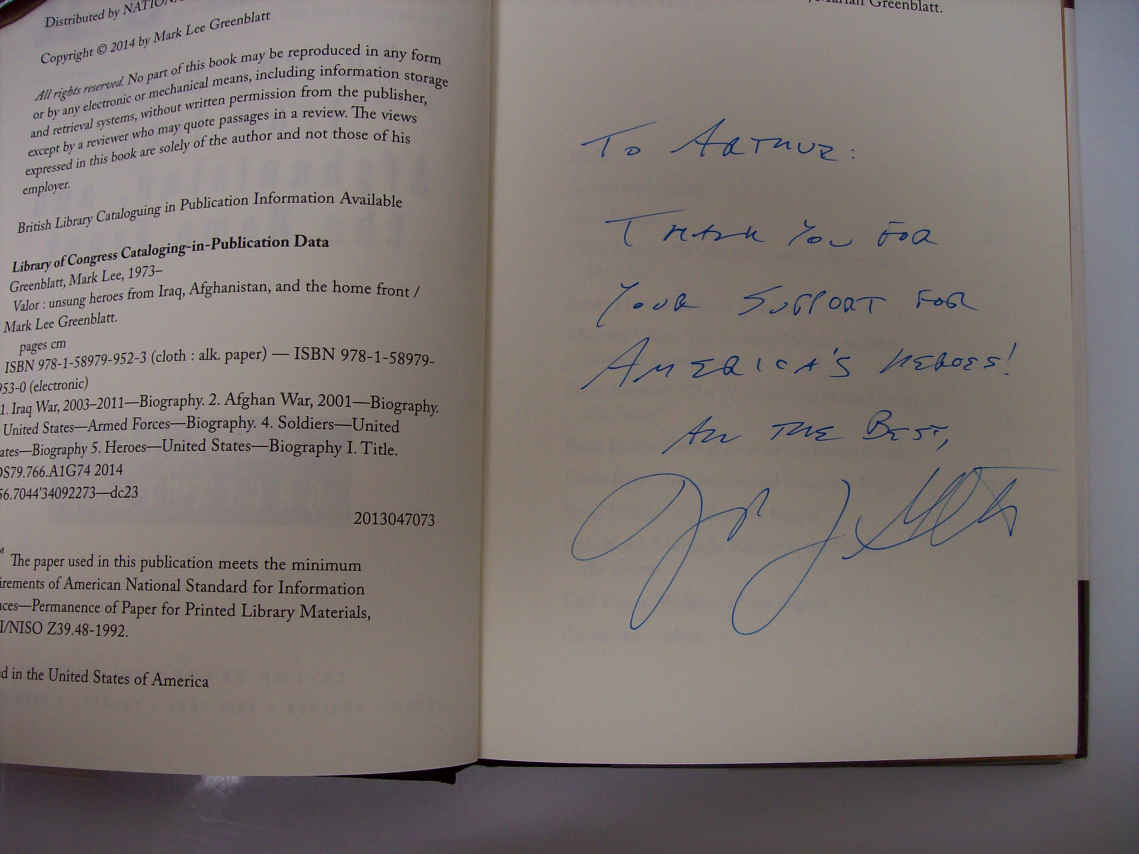 Distributed by
Copyright © 2014 by Mark Lee Greenblatt
All rights reserved. No part of this book may be reproduced in any form
or by any electronic or mechanical means, including information storage
and retrieval systems, without written permission from the publisher,
except by a reviewer who may quote passages in a review. The views
expressed in this book are solely of the author and not those of his
employer.
British Library Cataloguing in Publication Information Available
Library of Congress Cataloging-in-Publication Data
Greenblatt, Mark Lee, 1973–
Valor : unsung heroes from Iraq, Afghanistan, and the home front /
Mark Lee Greenblatt.
pages cm
ISBN 978-1-58979-952-3 (cloth : alk. paper) — ISBN 978-1-58979-
953-0 (electronic)
1. Iraq War, 2003–2011—Biography. 2. Afghan War, 2001—Biography.
United States—Armed Forces—Biography. 4. Soldiers—United
ates—Biography 5. Heroes—United States—Biography I. Title.
DS79.766.A1G74 2014
56.7044'34092273—dc23
2013047073
The paper used in this publication meets the minimum
irements of American National Standard for Information
nces—Permanence of Paper for Printed Library Materials,
I/NISO Z39.48-1992.
d in the United States of America
Greenblatt.
To ARTHUR:
THANK YOU FOR
YOUR SUPPORT FOR
AMERICA'S HEROES!
ALL THE BEST,